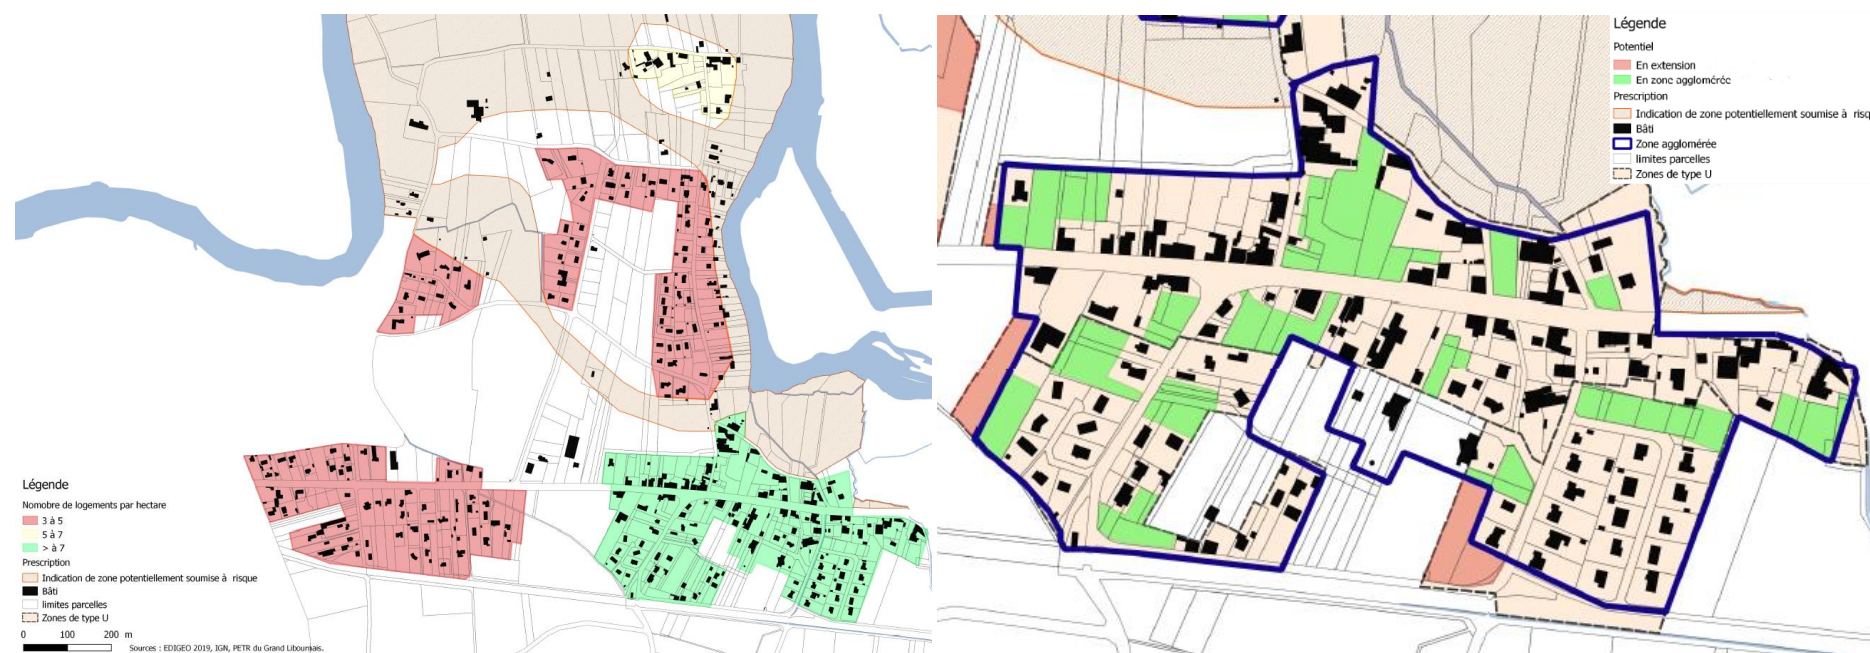 Légende
Nomobre de logements par hectare
3 à 5
5 à 7
> à 7
Prescription
Indication de zone potentiellement soumise à risque
Bâti
limites parcelles
Zones de type U
0 100 200 m
Sources : EDIGEO 2019, IGN, PETR du Grand Libournais.
Légende
Potentiel
En extension
En zone agglomérée
Prescription
Indication de zone potentiellement soumise à risq
Bâti
Zone agglomérée
limites parcelles
Zones de type U